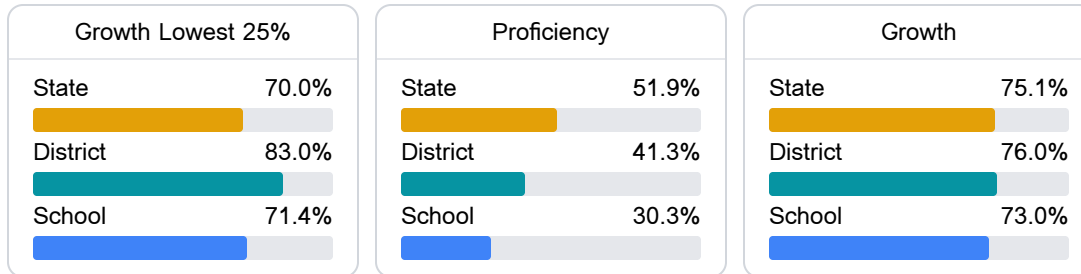 Growth Lowest 25%
State 70.0%
District 83.0%
School 71.4%
Proficiency
State 51.9%
District 41.3%
School 30.3%
Growth
State 75.1%
District 76.0%
School 73.0%